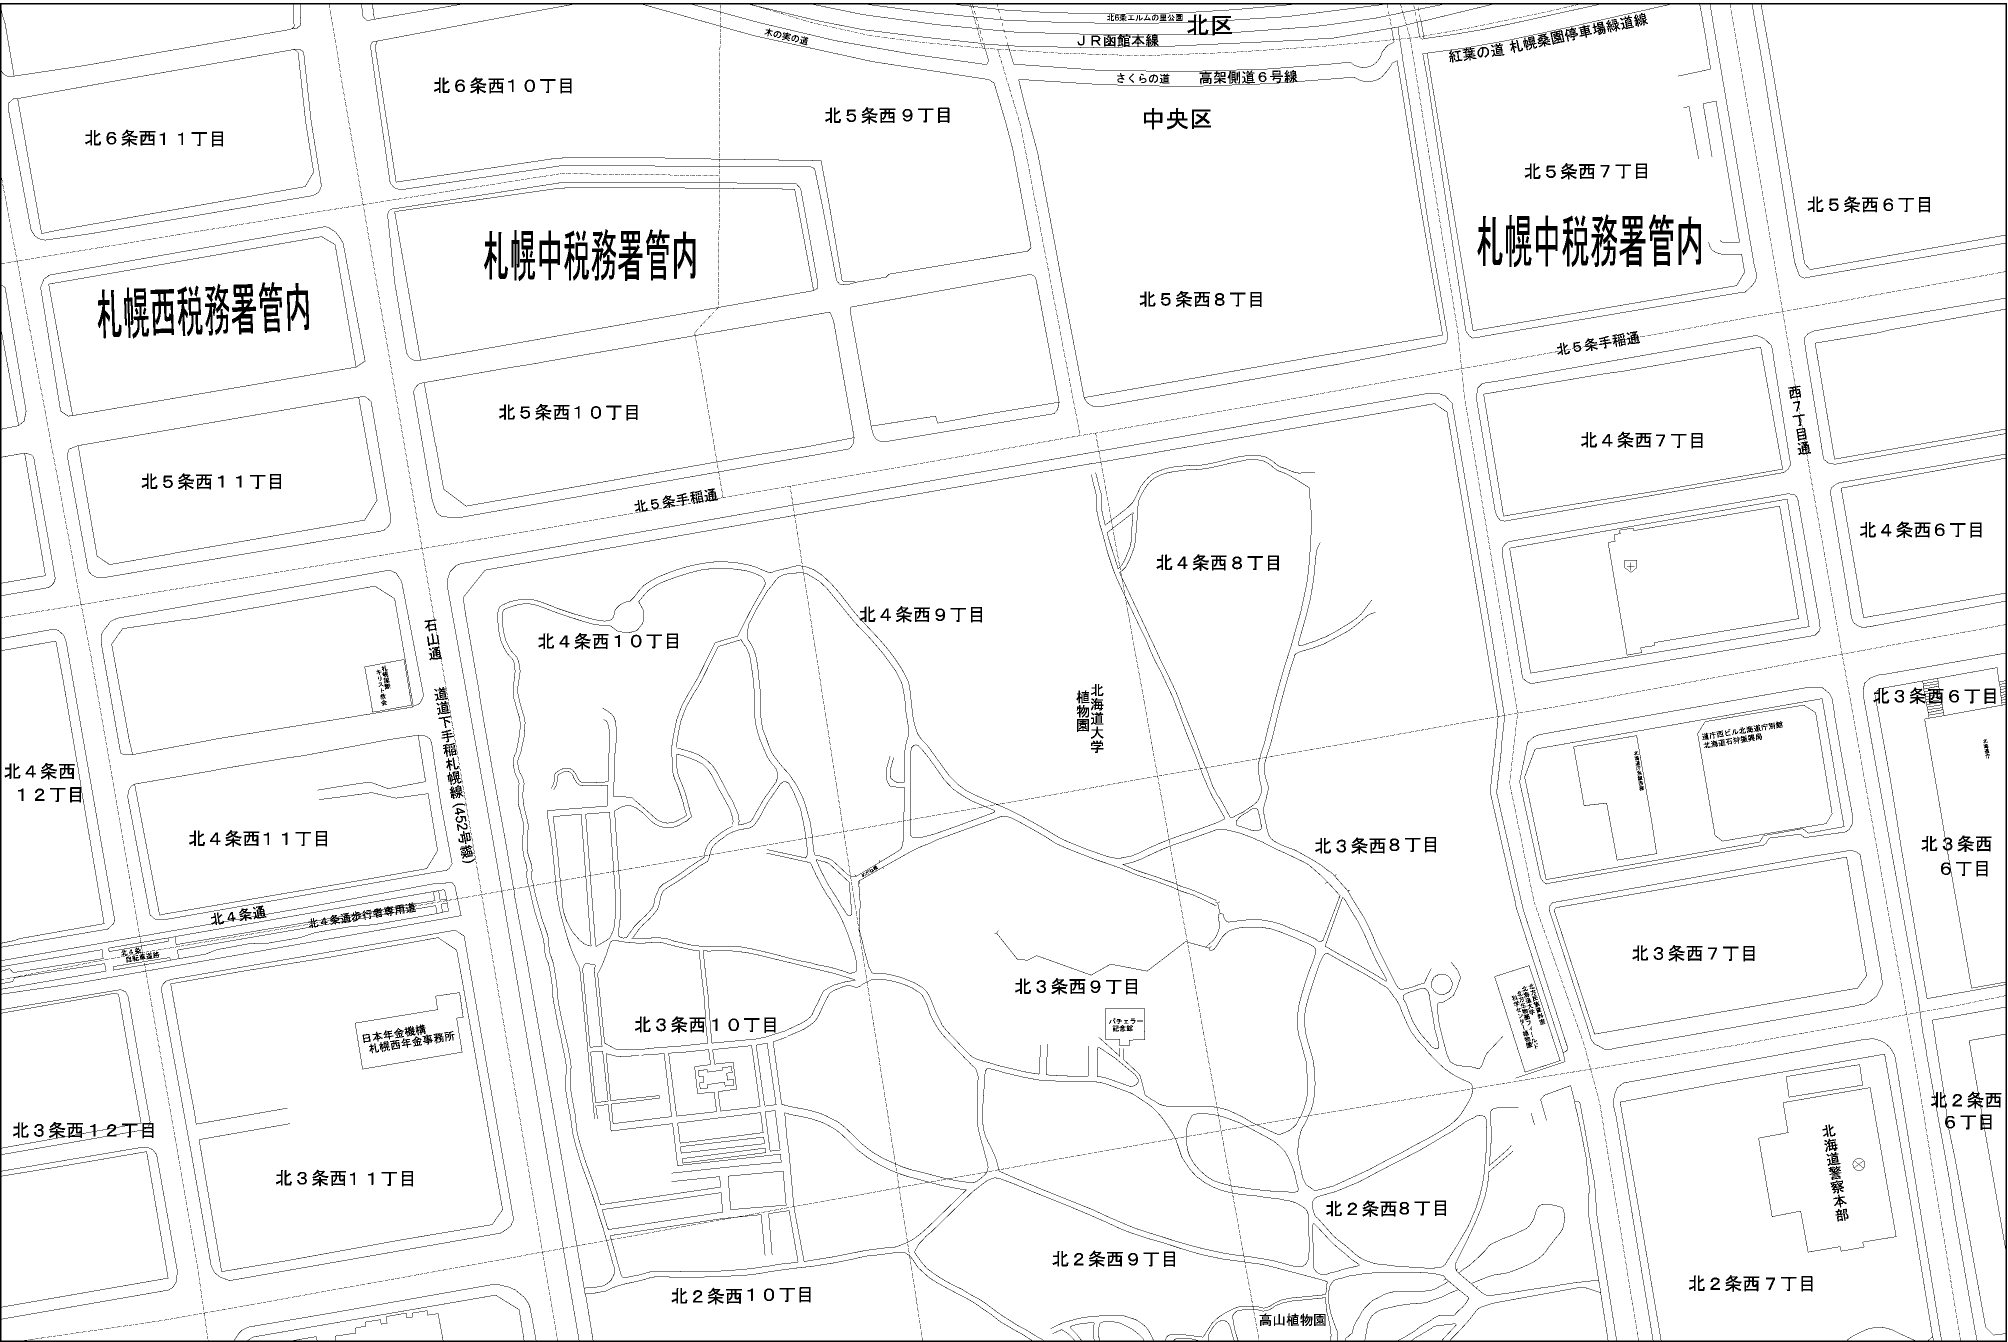 北6条エルムの里公園
北区
ＪＲ函館本線
木の実の道
紅葉の道 札幌桑園停車場緑道線
さくらの道
高架側道６号線
北６条西１０丁目
北５条西９丁目
中央区
北６条西１１丁目
北５条西７丁目
北５条西６丁目
札幌中税務署管内
札幌中税務署管内
札幌西税務署管内
北５条西８丁目
北５条手稲通
西７丁目通
北５条西１０丁目
北４条西７丁目
北５条西１１丁目
北５条手稲通
北４条西６丁目
北４条西８丁目
北４条西９丁目
北４条西１０丁目
石山通
道道下手稲札幌線(452号線)
北海道大学
植物園
北３条西６丁目
道庁西ビル北海道庁別館
北海道石狩振興局
北４条西
１２丁目
北４条西１１丁目
北３条西８丁目
北３条西
６丁目
北４条通
北４条通歩行者専用道
北４条
自転車道路
北３条西７丁目
北３条西９丁目
バチェラー
記念館
北３条西１０丁目
日本年金機構
札幌西年金事務所
北２条西
６丁目
北３条西１２丁目
北３条西１１丁目
北海道警察本部
北２条西８丁目
北２条西９丁目
北２条西７丁目
北２条西１０丁目
高山植物園